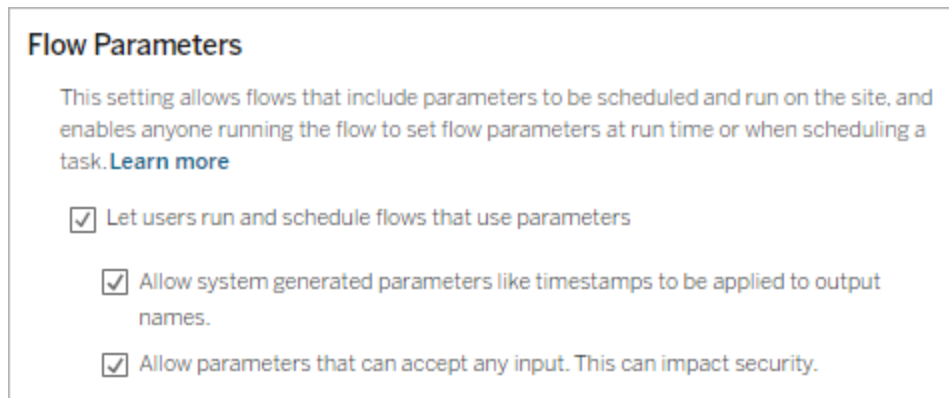 Flow Parameters
This setting allows flows that include parameters to be scheduled and run on the site, and
enables anyone running the flow to set flow parameters at run time or when scheduling a
task. Learn more
Let users run and schedule flows that use parameters
Allow system generated parameters like timestamps to be applied to output
names.
Allow parameters that can accept any input. This can impact security.